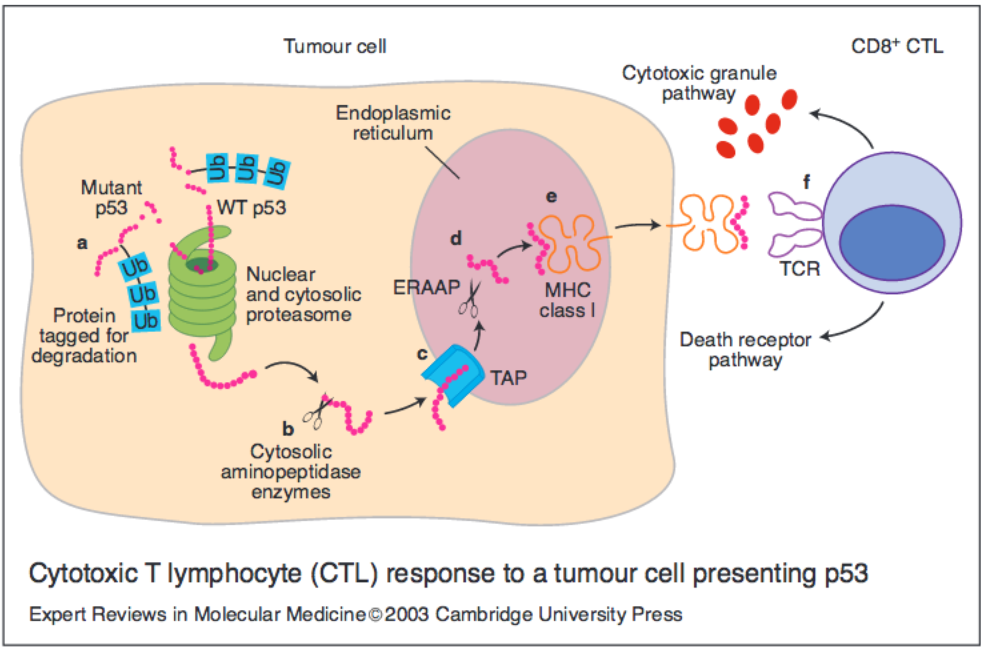 Tumour cell
CD8⁺ CTL
Cytotoxic granule
pathway
Endoplasmic
reticulum
Ub Ub Ub
Mutant
p53
WT p53
a
Ub
Ub
Ub
Protein
tagged for
degradation
Nuclear
and cytosolic
proteasome
b
Cytosolic
aminopeptidase
enzymes
c
TAP
d
ERAAP
e
MHC
class I
f
TCR
Death receptor
pathway
Cytotoxic T lymphocyte (CTL) response to a tumour cell presenting p53
Expert Reviews in Molecular Medicine©2003 Cambridge University Press